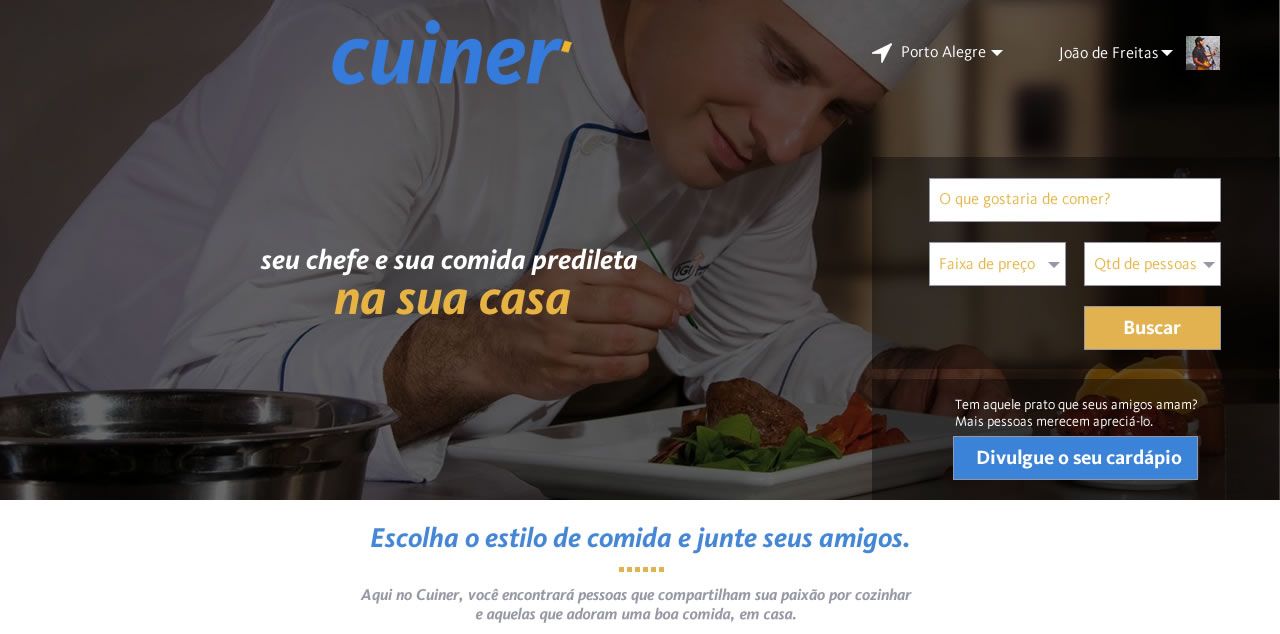 cuiner
Porto Alegre
João de Freitas
O que gostaria de comer?
Faixa de preço
Qtd de pessoas
Buscar
seu chefe e sua comida predileta
na sua casa
Tem aquele prato que seus amigos amam?
Mais pessoas merecem apreciá-lo.
Divulgue o seu cardápio
Escolha o estilo de comida e junte seus amigos.
Aqui no Cuiner, você encontrará pessoas que compartilham sua paixão por cozinhar
e aquelas que adoram uma boa comida, em casa.